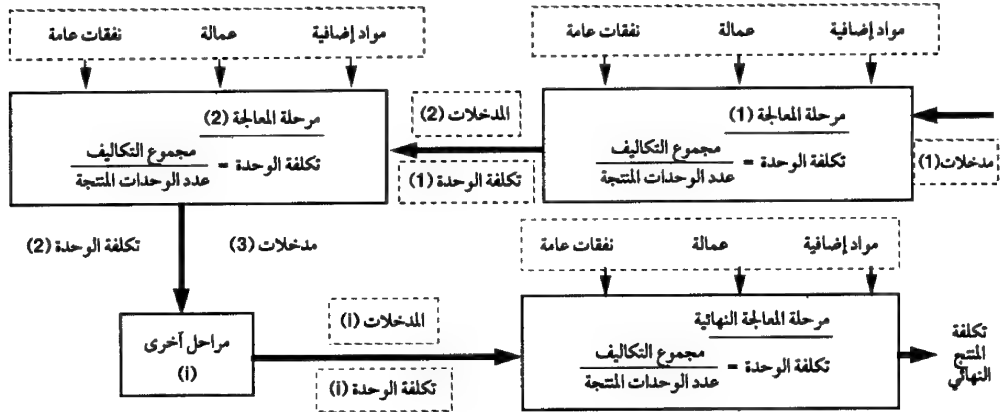 مواد إضافية عمالة نفقات عامة
مدخلات (1)
مرحلة المعالجة (1)
تكلفة الوحدة = مجموع التكاليف
عدد الوحدات المنتجة
المدخلات (2)
تكلفة الوحدة (1)
مواد إضافية عمالة نفقات عامة
مرحلة المعالجة (2)
تكلفة الوحدة = مجموع التكاليف
عدد الوحدات المنتجة
مدخلات (3)
تكلفة الوحدة (2)
مراحل آخرى
(i)
المدخلات (i)
تكلفة الوحدة (i)
مواد إضافية عمالة نفقات عامة
مرحلة المعالجة النهائية
تكلفة الوحدة = مجموع التكاليف
عدد الوحدات المنتجة
تكلفة
المنتج
النهائي